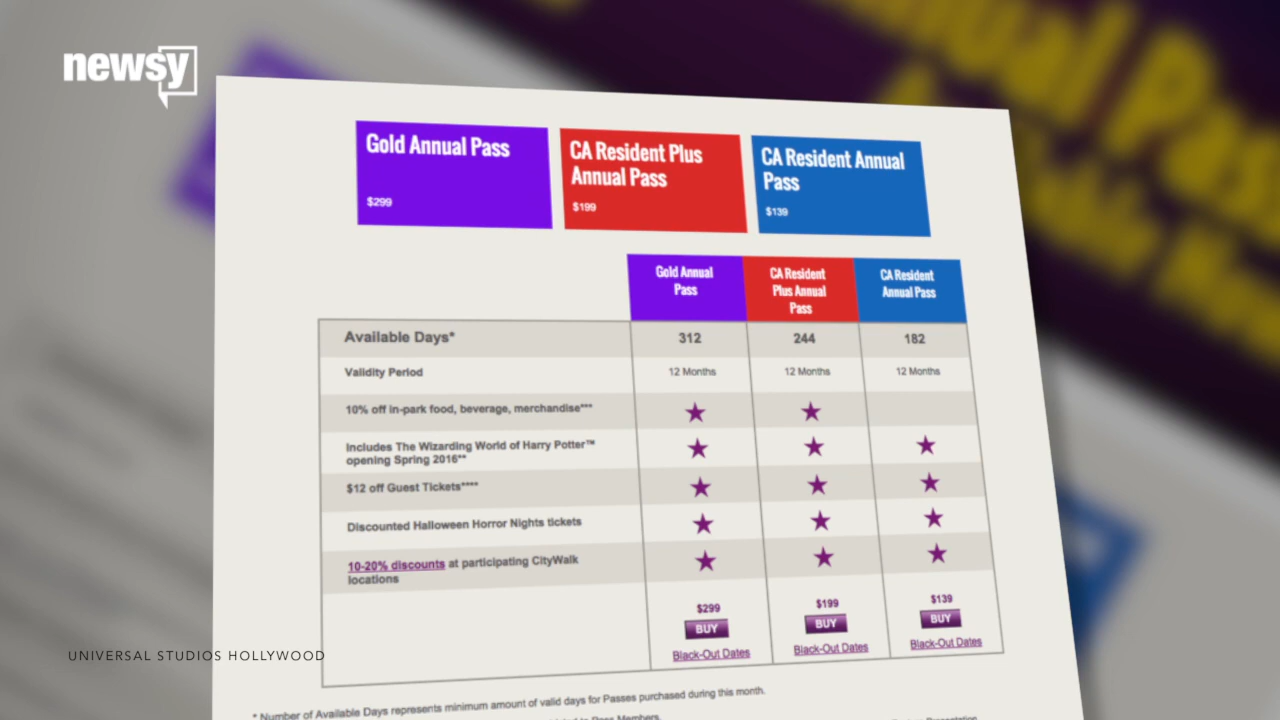 newsy
Annual Pass
Gold Annual Pass
$299
CA Resident Plus
Annual Pass
$199
CA Resident Annual
Pass
$139
Gold Annual
Pass
CA Resident
Plus Annual
Pass
CA Resident
Annual Pass
Available Days* 312 244 182
Validity Period 12 Months 12 Months 12 Months
10% off in-park food, beverage, merchandise***
Includes The Wizarding World of Harry Potter™
opening Spring 2016**
$12 off Guest Tickets****
Discounted Halloween Horror Nights tickets
10-20% discounts at participating CityWalk
locations
$299 $199 $139
BUY BUY BUY
Black-Out Dates Black-Out Dates Black-Out Dates
UNIVERSAL STUDIOS HOLLYWOOD
* Number of Available Days represents minimum amount of valid days for Passes purchased during this month.
to Pass Members.